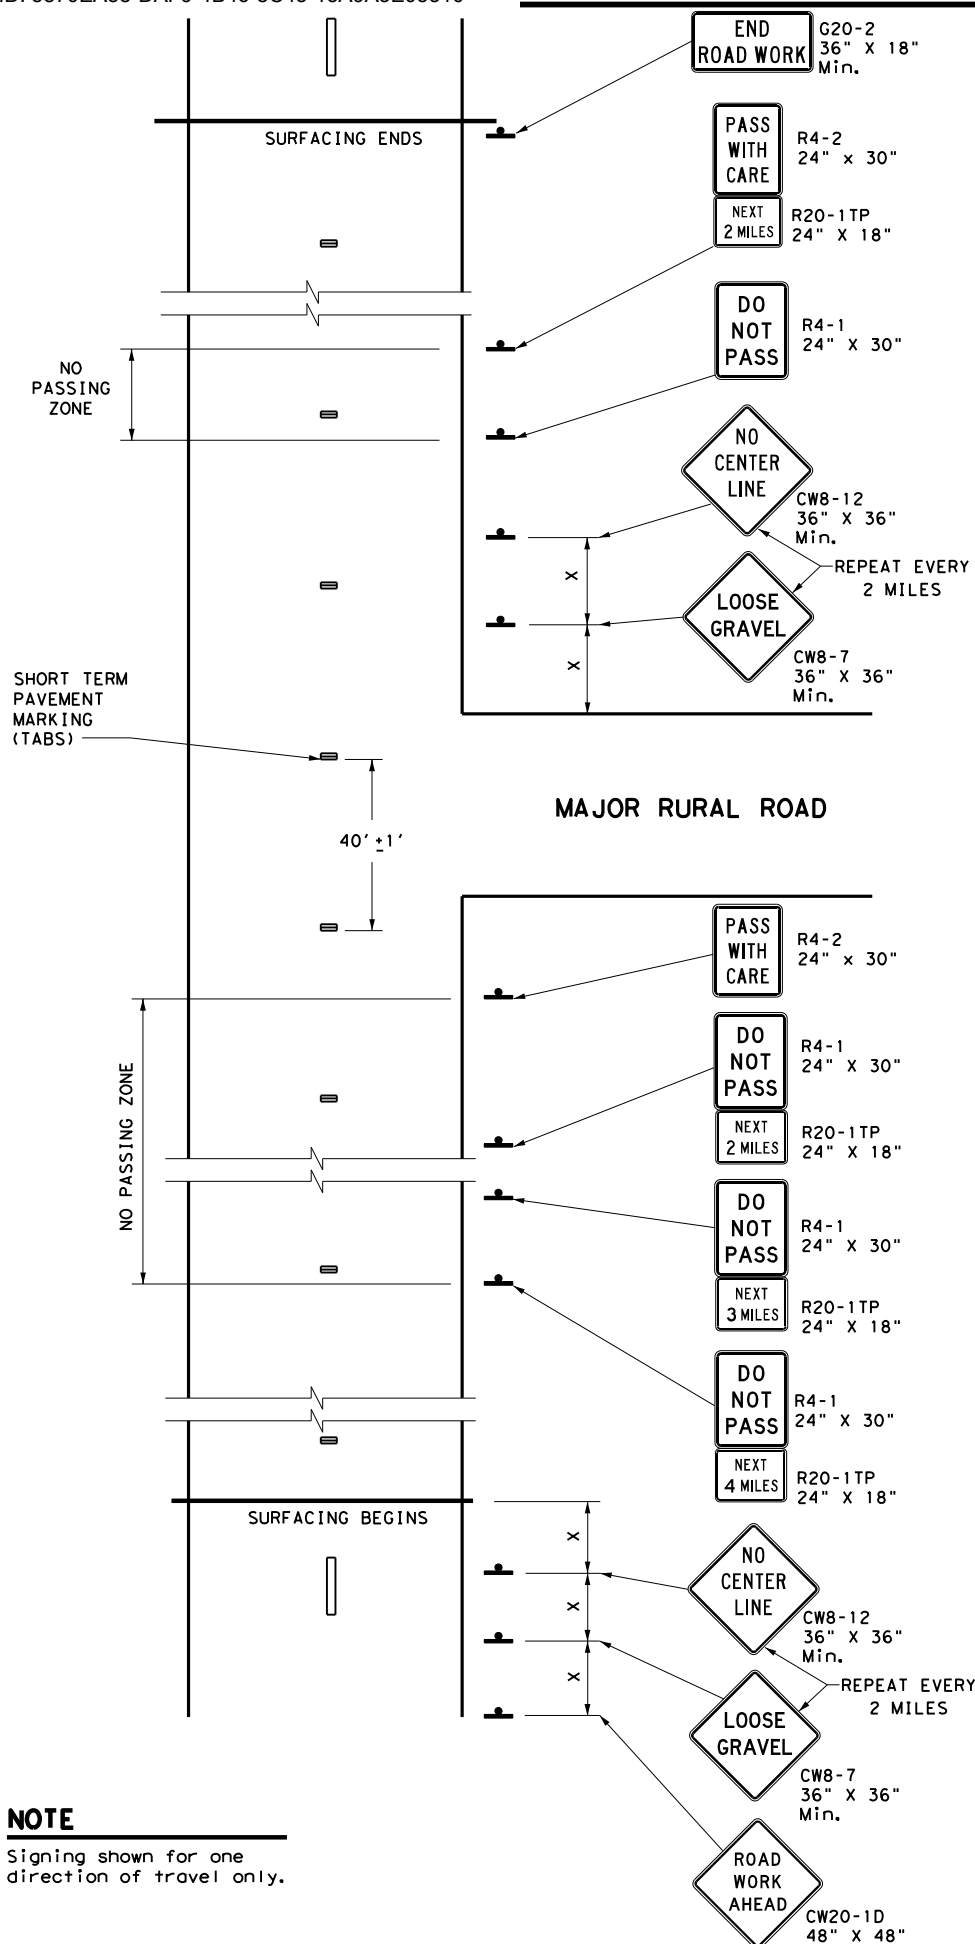 END
ROAD WORK
G20-2
36" X 18"
Min.
SURFACING ENDS
PASS
WITH
CARE
R4-2
24" x 30"
NEXT
2 MILES
R20-1TP
24" X 18"
DO
NOT
PASS
R4-1
24" X 30"
NO
PASSING
ZONE
NO
CENTER
LINE
CW8-12
36" X 36"
Min.
REPEAT EVERY
2 MILES
X
LOOSE
GRAVEL
CW8-7
36" X 36"
Min.
X
SHORT TERM
PAVEMENT
MARKING
(TABS)
MAJOR RURAL ROAD
40' ±1'
PASS
WITH
CARE
R4-2
24" x 30"
DO
NOT
PASS
R4-1
24" X 30"
NEXT
2 MILES
R20-1TP
24" X 18"
NO PASSING ZONE
DO
NOT
PASS
R4-1
24" X 30"
NEXT
3 MILES
R20-1TP
24" X 18"
DO
NOT
PASS
R4-1
24" X 30"
NEXT
4 MILES
R20-1TP
24" X 18"
SURFACING BEGINS
X
NO
CENTER
LINE
CW8-12
36" X 36"
Min.
X
REPEAT EVERY
2 MILES
X
LOOSE
GRAVEL
CW8-7
36" X 36"
Min.
ROAD
WORK
AHEAD
CW20-1D
48" X 48"
NOTE
Signing shown for one
direction of travel only.